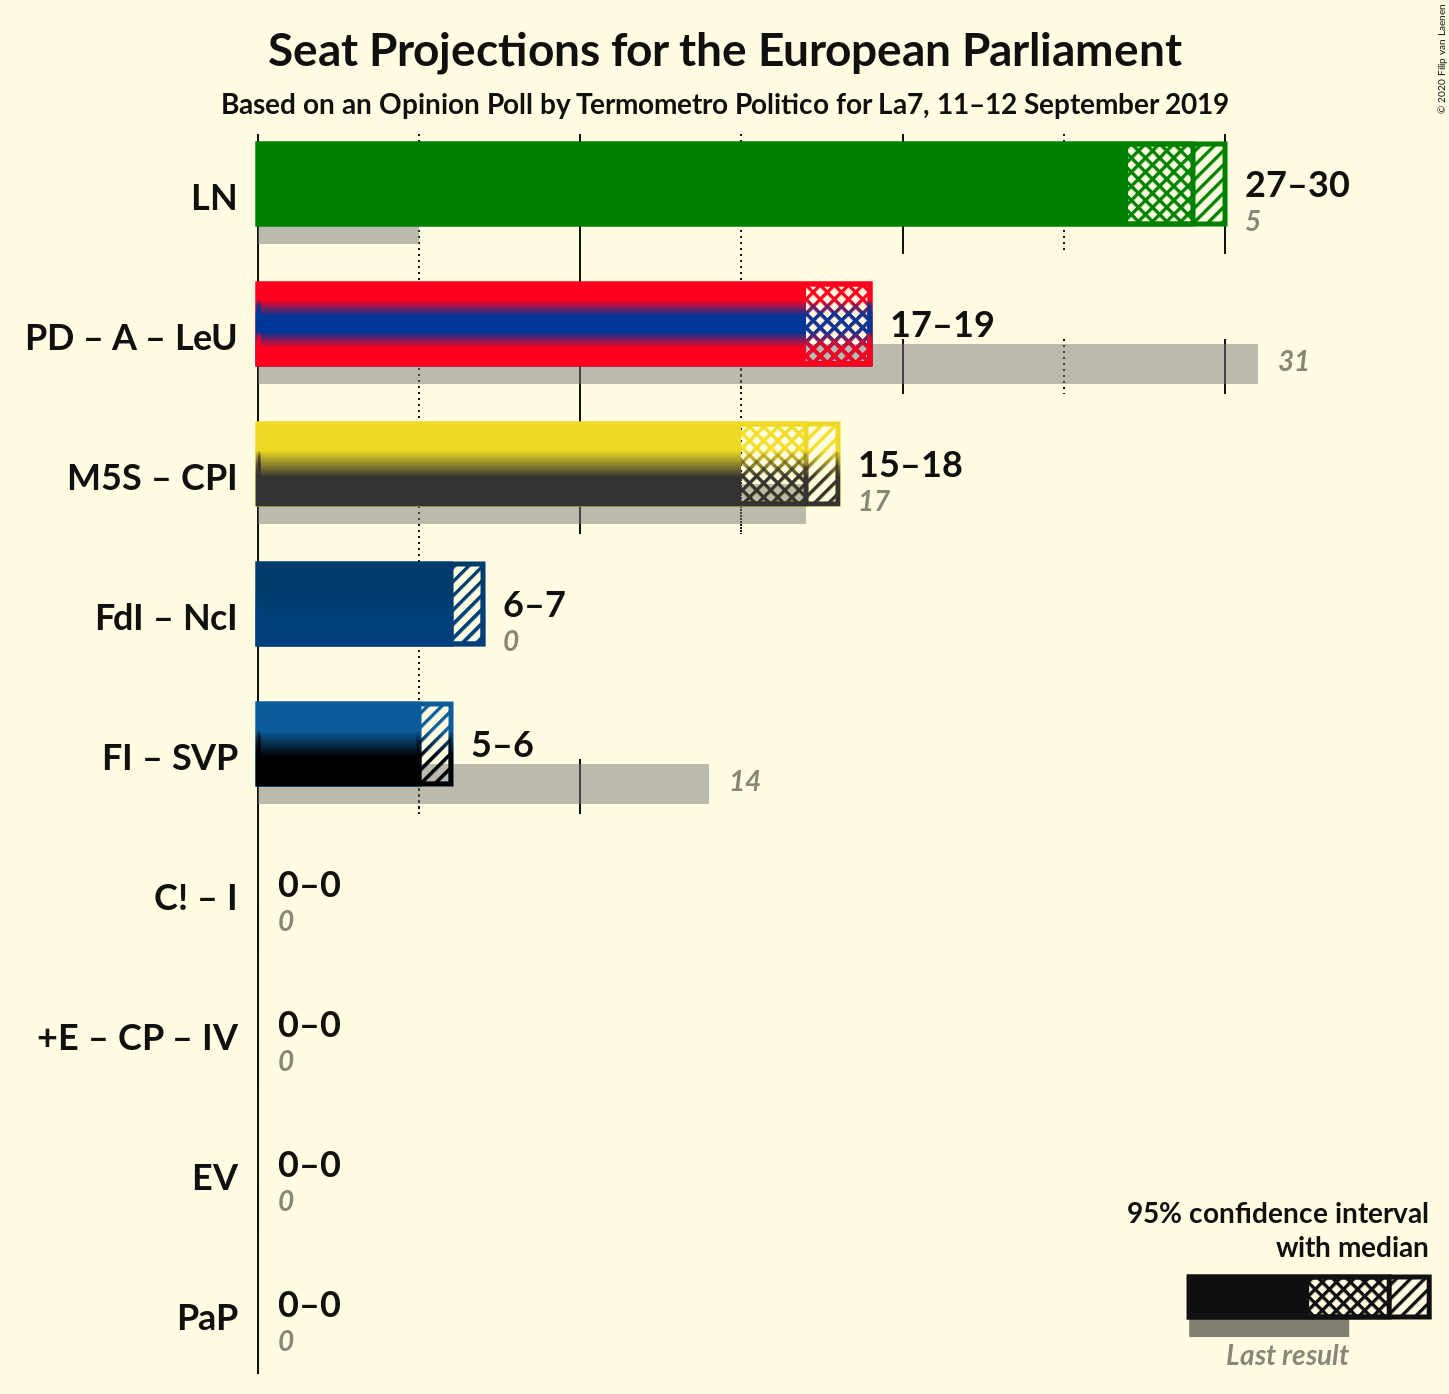 Seat Projections for the European Parliament
Based on an Opinion Poll by Termometro Politico for La7, 11–12 September 2019
© 2020 Filip van Laenen
LN
27–30
5
PD – A – LeU
17–19
31
M5S – CPI
15–18
17
FdI – NcI
6–7
0
FI – SVP
5–6
14
C! – I
0–0
0
+E – CP – IV
0–0
0
EV
0–0
0
PaP
0–0
0
95% confidence interval
with median
Last result